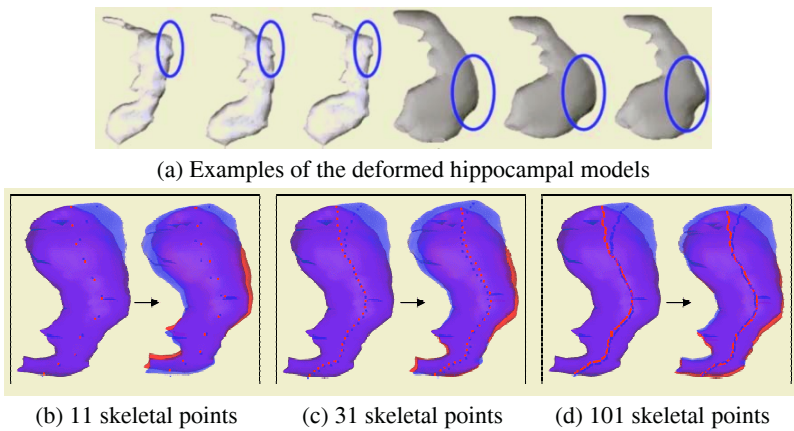 (a) Examples of the deformed hippocampal models
(b) 11 skeletal points
(c) 31 skeletal points
(d) 101 skeletal points